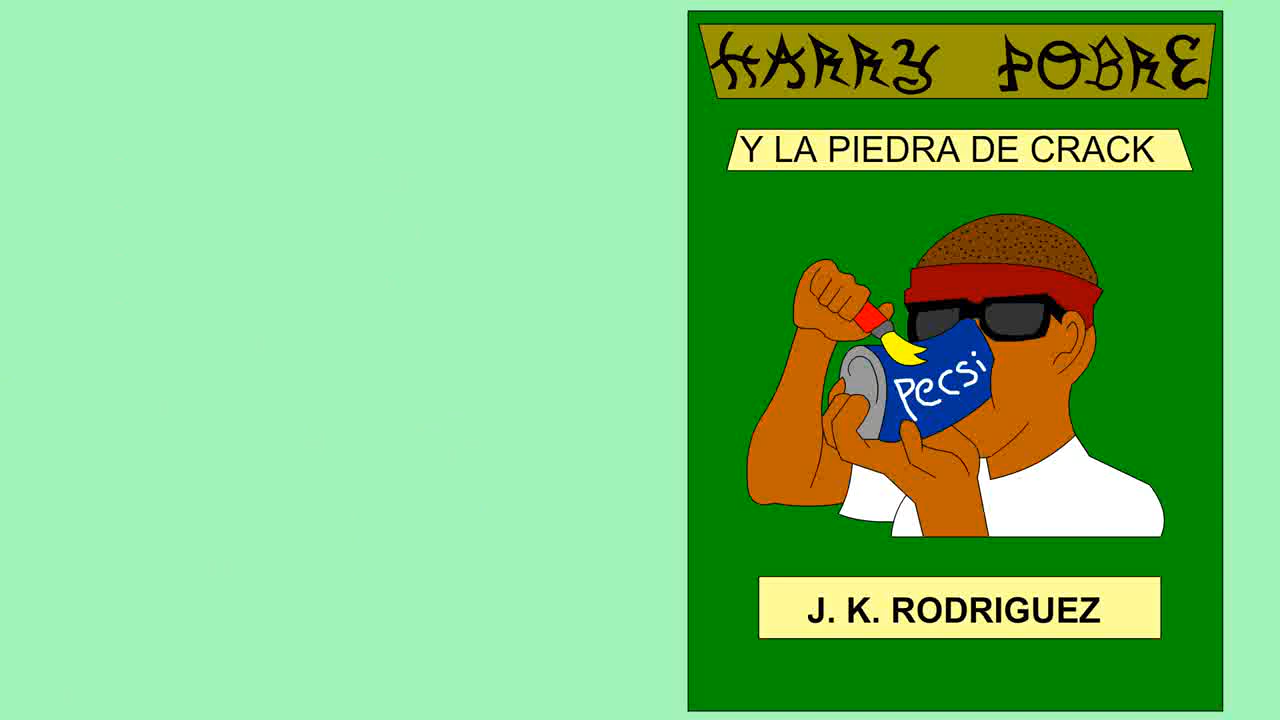 HARRY POBRE
Y LA PIEDRA DE CRACK
Pecsi
J. K. RODRIGUEZ